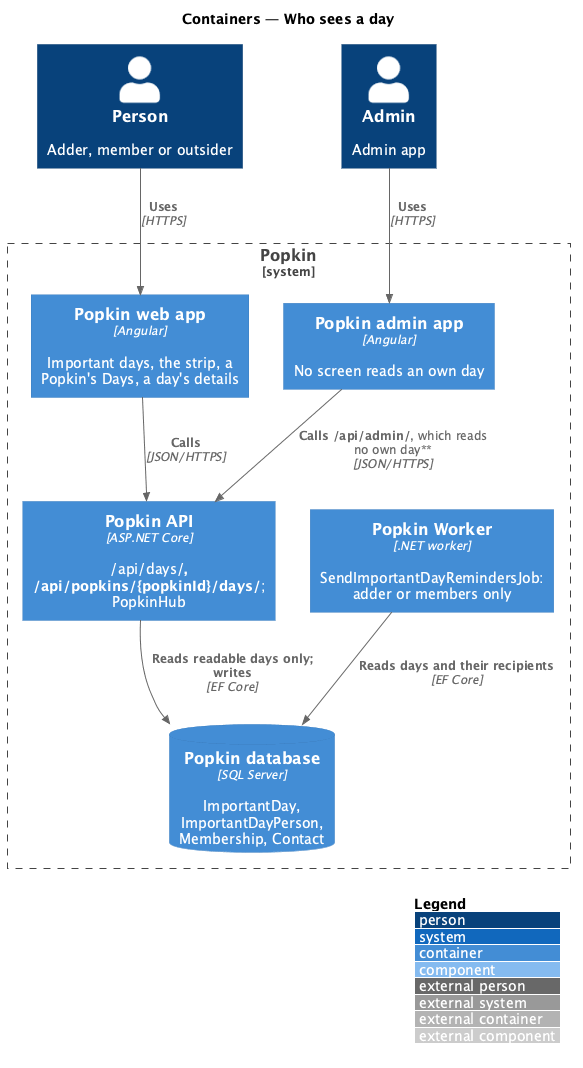 Containers — Who sees a day
Person
Adder, member or outsider
Admin
Admin app
Uses
[HTTPS]
Uses
[HTTPS]
Popkin
[system]
Popkin web app
[Angular]
Important days, the strip, a
Popkin's Days, a day's details
Popkin admin app
[Angular]
No screen reads an own day
Calls
[JSON/HTTPS]
Calls /api/admin/, which reads
no own day**
[JSON/HTTPS]
Popkin API
[ASP.NET Core]
/api/days/,
/api/popkins/{popkinId}/days/;
PopkinHub
Popkin Worker
[.NET worker]
SendImportantDayRemindersJob:
adder or members only
Reads readable days only;
writes
[EF Core]
Reads days and their recipients
[EF Core]
Popkin database
[SQL Server]
ImportantDay,
ImportantDayPerson,
Membership, Contact
Legend
person
system
container
component
external person
external system
external container
external component